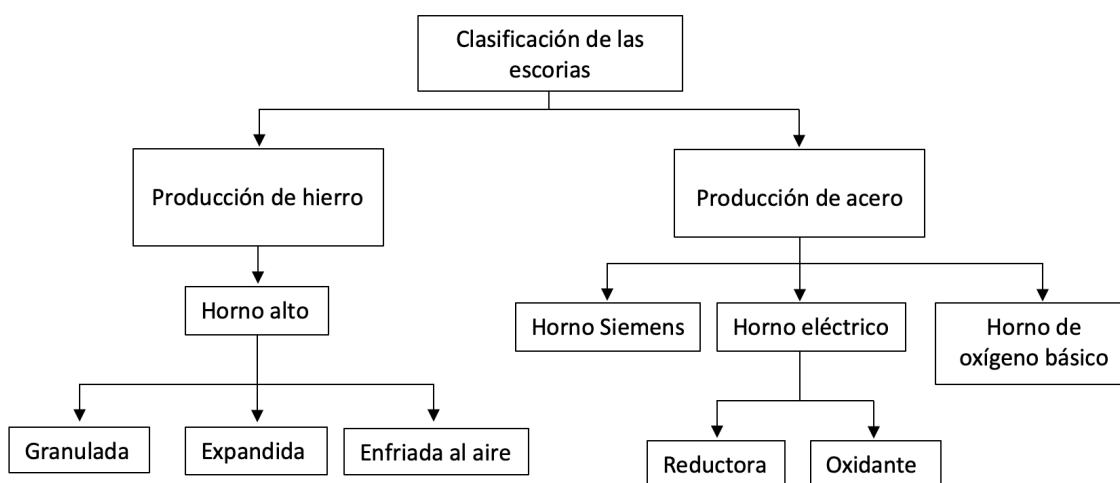 Clasificación de las
escorias
Producción de hierro
Producción de acero
Horno alto
Horno Siemens
Horno eléctrico
Horno de
oxígeno básico
Granulada
Expandida
Enfriada al aire
Reductora
Oxidante